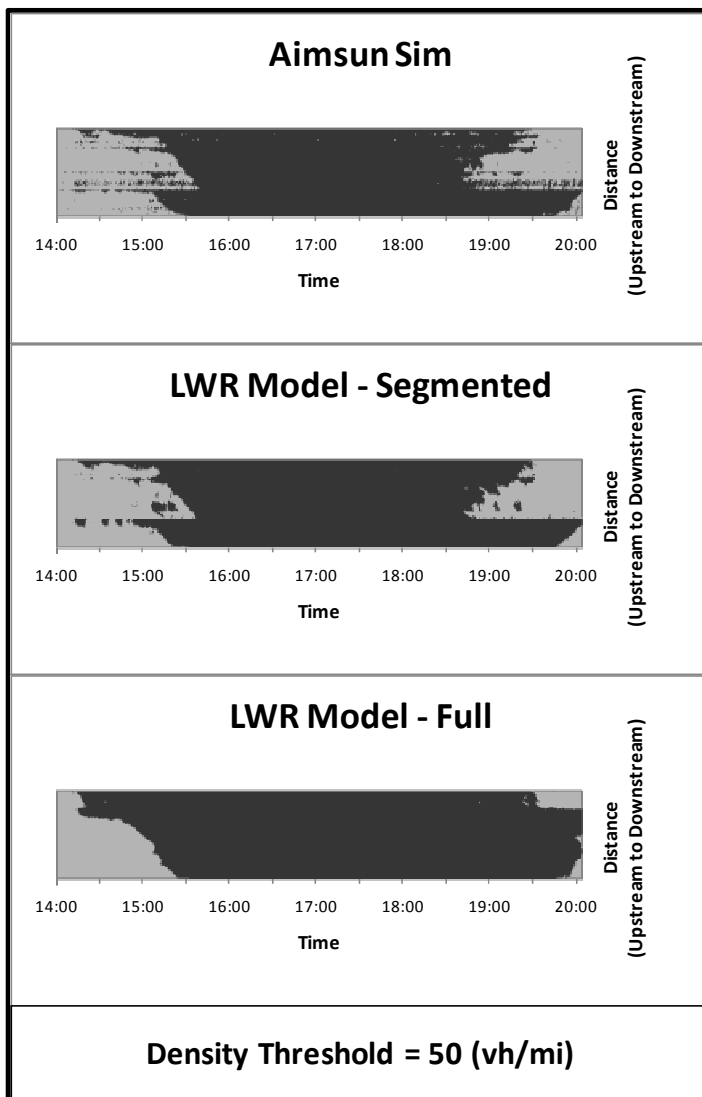 Aimsun Sim
14:00 15:00 16:00 17:00 18:00 19:00 20:00
Time
Distance
(Upstream to Downstream)
LWR Model - Segmented
14:00 15:00 16:00 17:00 18:00 19:00 20:00
Time
Distance
(Upstream to Downstream)
LWR Model - Full
14:00 15:00 16:00 17:00 18:00 19:00 20:00
Time
Distance
(Upstream to Downstream)
Density Threshold = 50 (vh/mi)